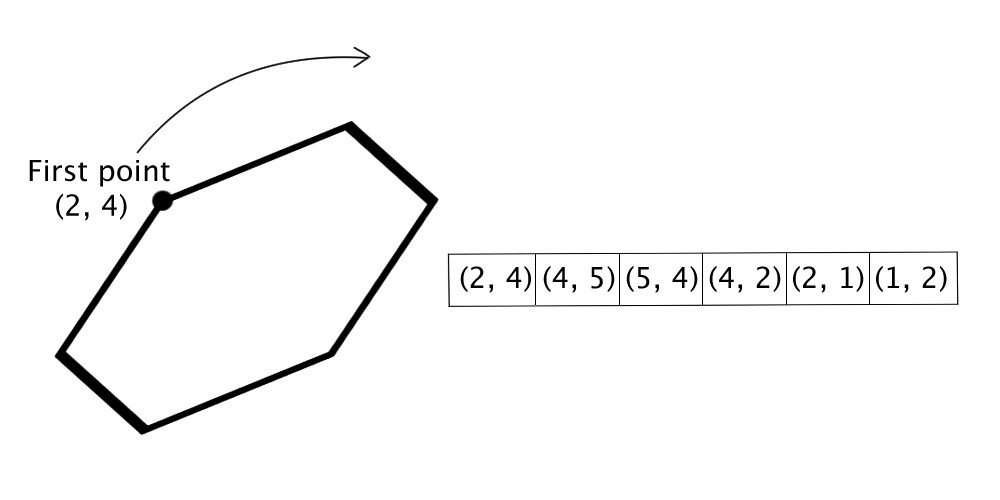 First point
(2, 4)
(2, 4) (4, 5) (5, 4) (4, 2) (2, 1) (1, 2)